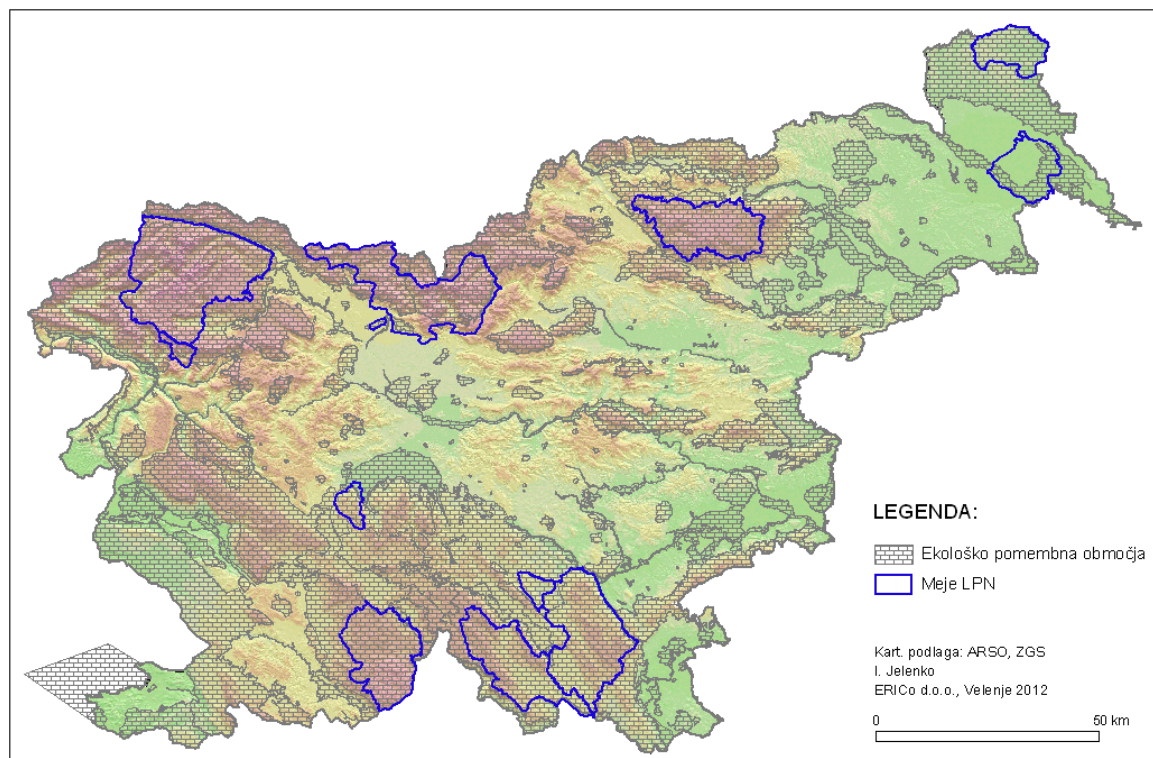 LEGENDA:
Ekološko pomembna območja
Meje LPN
Kart. podlaga: ARSO, ZGS
I. Jelenko
ERICo d.o.o., Velenje 2012
0 50 km